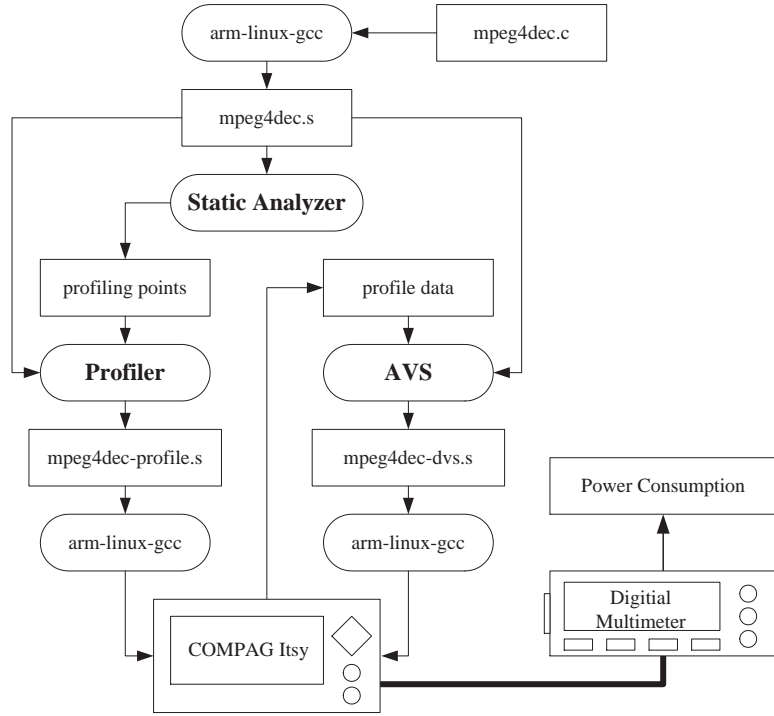 arm-linux-gcc
mpeg4dec.c
mpeg4dec.s
Static Analyzer
profiling points
profile data
Profiler
AVS
mpeg4dec-profile.s
mpeg4dec-dvs.s
Power Consumption
arm-linux-gcc
arm-linux-gcc
Digitial
Multimeter
COMPAG Itsy